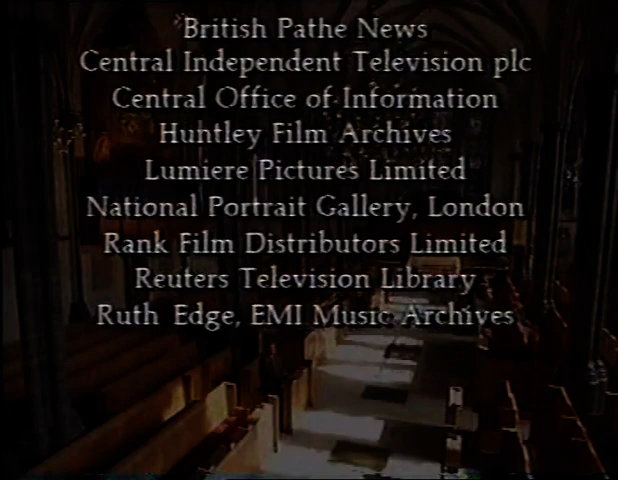 British Pathe News
Central Independent Television plc
Central Office of Information
Huntley Film Archives
Lumiere Pictures Limited
National Portrait Gallery, London
Rank Film Distributors Limited
Reuters Television Library
Ruth Edge, EMI Music Archives